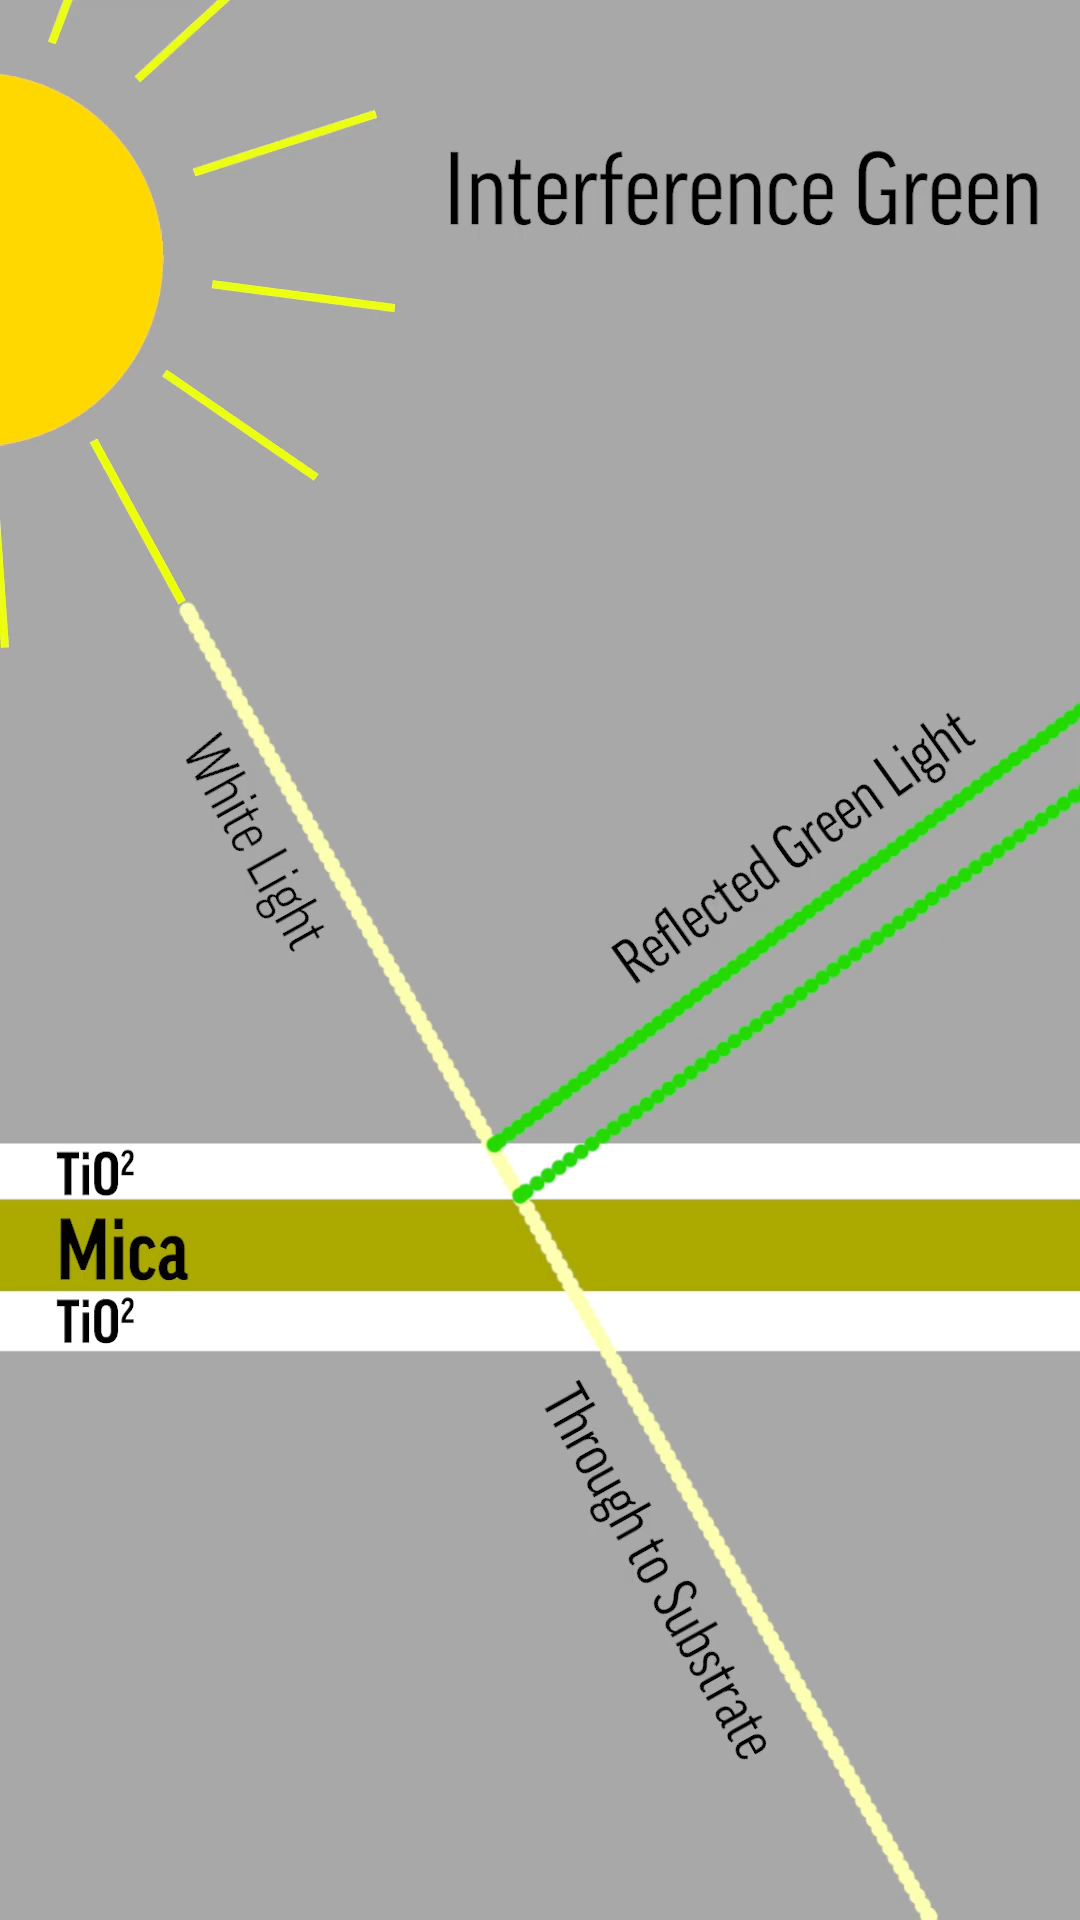 Interference Green
White Light
Reflected Green Light
TiO²
Mica
TiO²
Through to Substrate